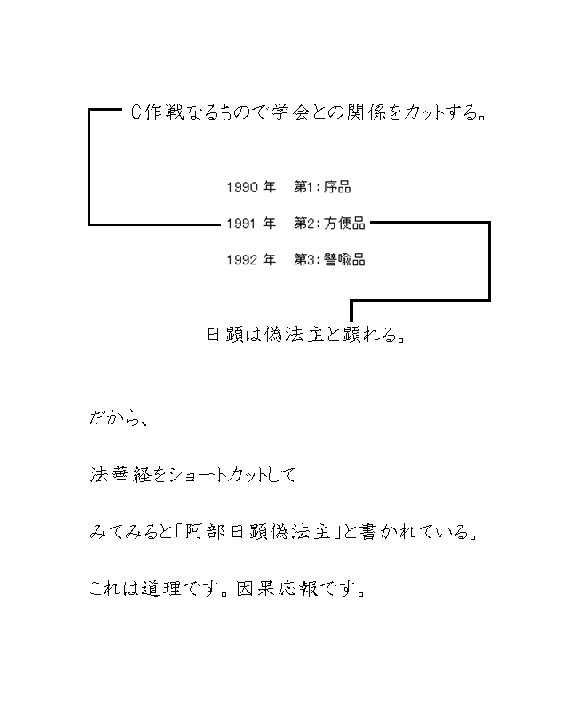 C作戦なるもので学会との関係をカットする。
1990 年 第1：序品
1991 年 第2：方便品
1992 年 第3：譬喩品
日顕は偽法主と顕れる。
だから、
法華経をショートカットして
みてみると「阿部日顕偽法主」と書かれている。
これは道理です。因果応報です。